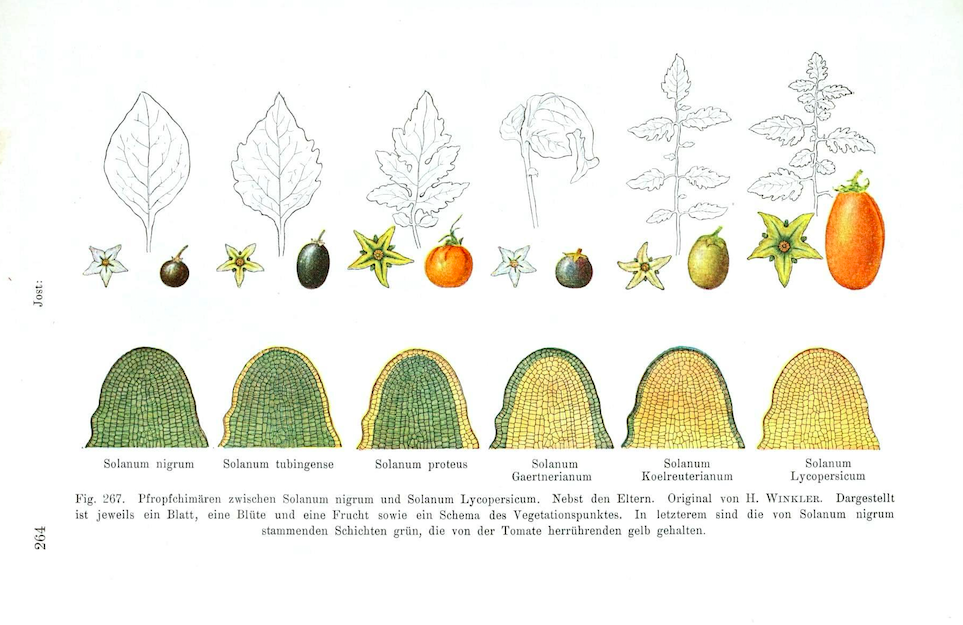 Jost:
264
Solanum nigrum
Solanum tubingense
Solanum proteus
Solanum
Gaertnerianum
Solanum
Koelreuterianum
Solanum
Lycopersicum
Fig. 267. Pfropfchimären zwischen Solanum nigrum und Solanum Lycopersicum. Nebst den Eltern. Original von H. WINKLER. Dargestellt
ist jeweils ein Blatt, eine Blüte und eine Frucht sowie ein Schema des Vegetationspunktes. In letzterem sind die von Solanum nigrum
stammenden Schichten grün, die von der Tomate herrührenden gelb gehalten.